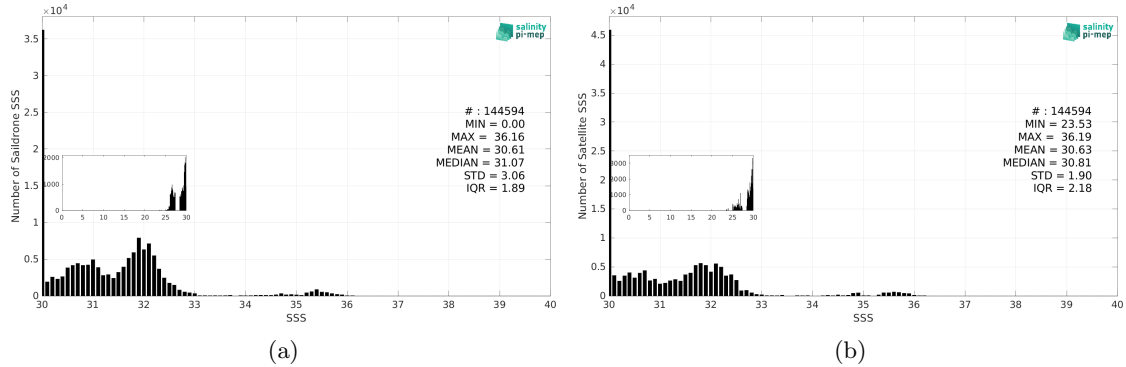 ×10^4
3.5
3
2.5
2
1.5
1
0.5
0
Number of Saildrone SSS
salinity
pi-mep
# : 144594
MIN = 0.00
MAX = 36.16
MEAN = 30.61
MEDIAN = 31.07
STD = 3.06
IQR = 1.89
2000
1000
0
0 5 10 15 20 25 30
30 31 32 33 34 35 36 37 38 39 40
SSS
(a)
×10^4
4.5
4
3.5
3
2.5
2
1.5
1
0.5
0
Number of Satellite SSS
salinity
pi-mep
# : 144594
MIN = 23.53
MAX = 36.19
MEAN = 30.63
MEDIAN = 30.81
STD = 1.90
IQR = 2.18
3000
2000
1000
0
0 5 10 15 20 25 30
30 31 32 33 34 35 36 37 38 39 40
SSS
(b)